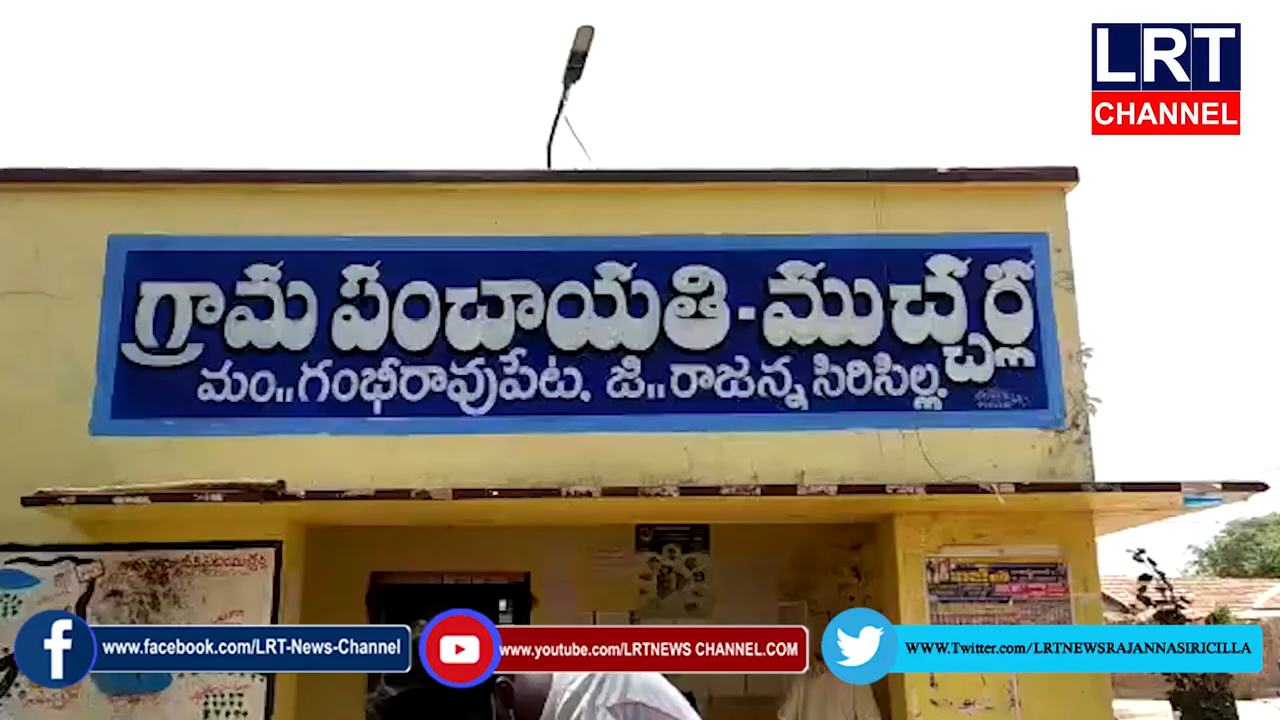 LRT
CHANNEL
గ్రామ పంచాయతి - ముచ్చర్ల
మం..గంభీరావుపేట, జి..రాజన్న సిరిసిల్ల.
www.facebook.com/LRT-News-Channel
www.youtube.com/LRTNEWS CHANNEL.COM
www.Twitter.com/LRTNEWSRAJANNASIRICILLA